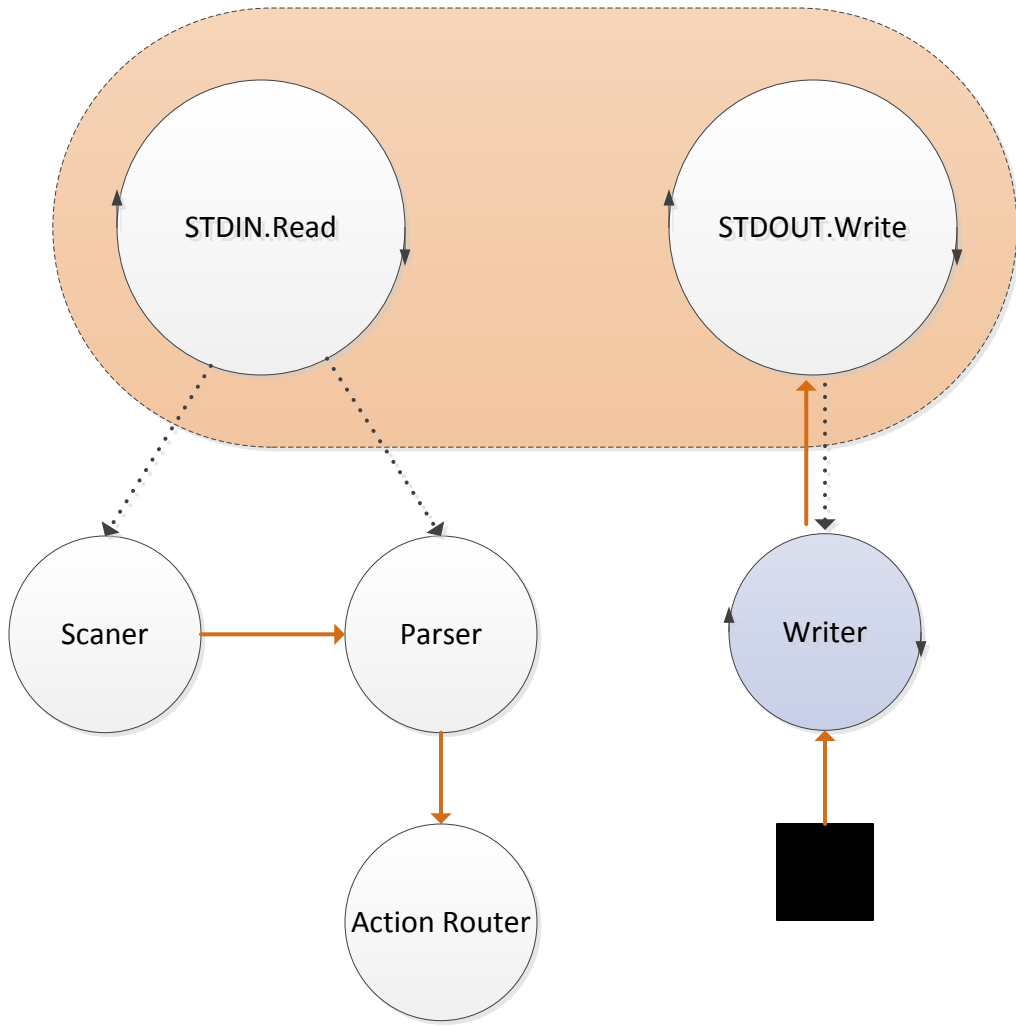 STDIN.Read
STDOUT.Write
Scaner
Parser
Writer
Action Router